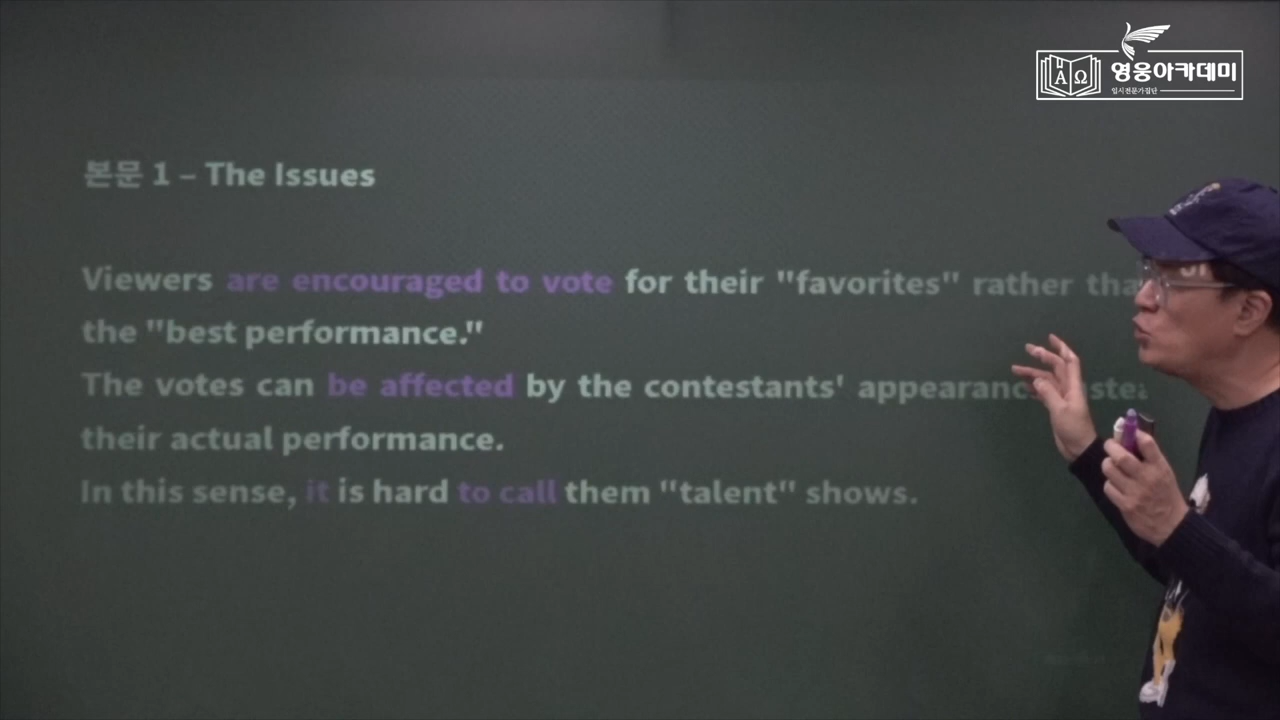 영웅아카데미
입시전문가집단
본문 1 – The Issues
Viewers are encouraged to vote for their "favorites" rather tha
the "best performance."
The votes can be affected by the contestants' appearanc
their actual performance.
In this sense, it is hard to call them "talent" shows.